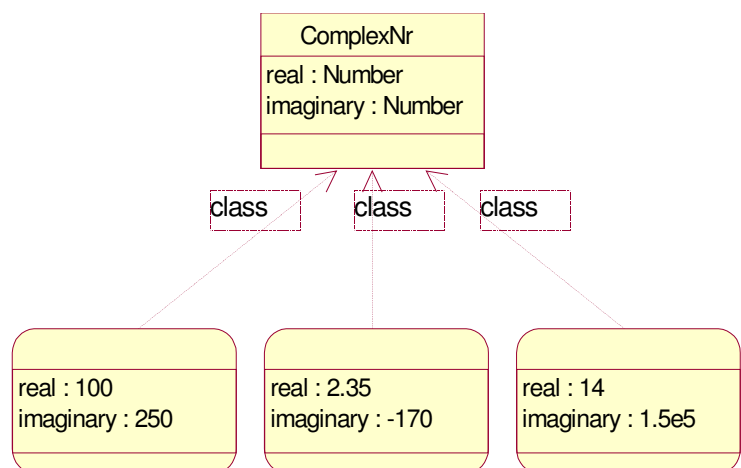 ComplexNr
real : Number
imaginary : Number
class
class
class
real : 100
imaginary : 250
real : 2.35
imaginary : -170
real : 14
imaginary : 1.5e5